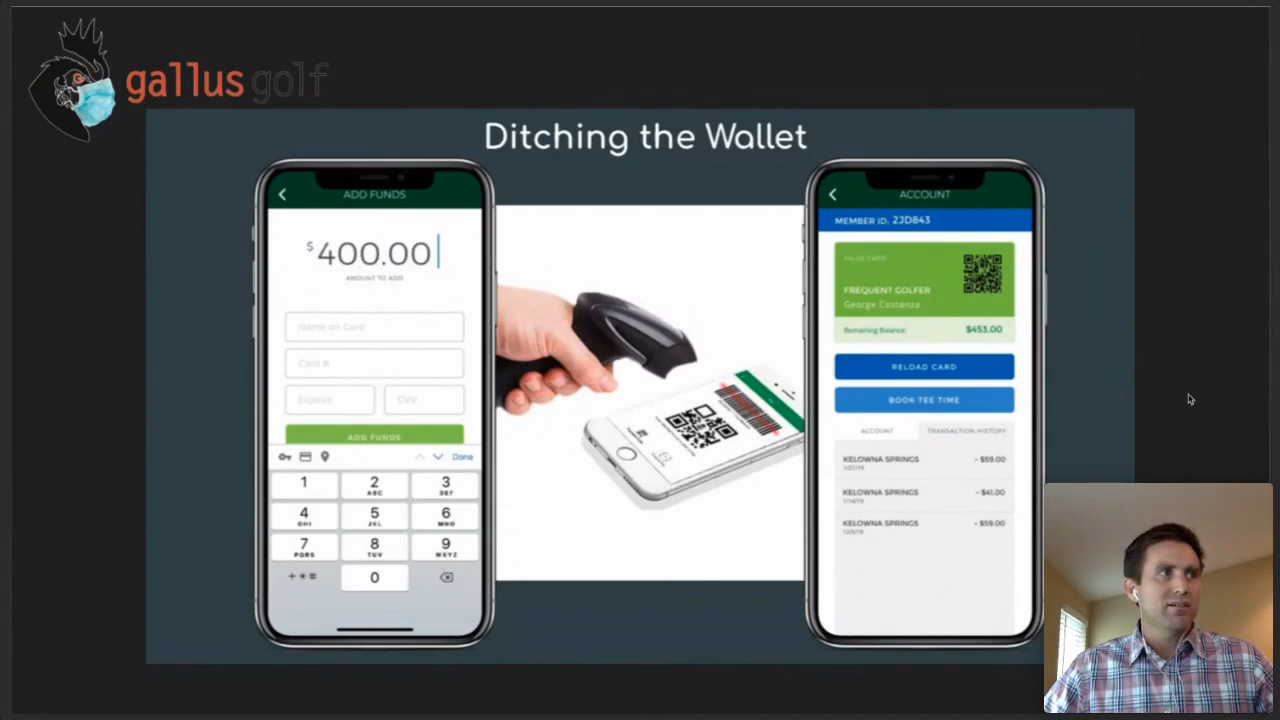 gallus golf
Ditching the Wallet
ADD FUNDS
$400.00
AMOUNT TO ADD
Name on Card
Card #
Expires
CVV
ADD FUNDS
Done
1
2
ABC
3
DEF
4
GHI
5
JKL
6
MNO
7
PQRS
8
TUV
9
WXYZ
+*#
0
ACCOUNT
MEMBER ID. 2JD843
VALUE CARD
FREQUENT GOLFER
George Costanza
Remaining Balance: $453.00
RELOAD CARD
BOOK TEE TIME
ACCOUNT
TRANSACTION HISTORY
KELOWNA SPRINGS - $59.00
KELOWNA SPRINGS - $41.00
KELOWNA SPRINGS - $59.00